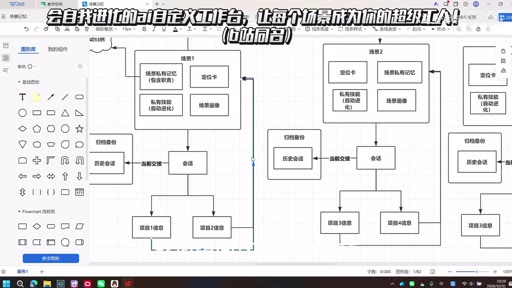 会自我进化的ai自定义工作台，让每个场景成为你的超级工人！
（b站同名）
WPS365
场景记忆
图形库
我的组件
单色
基础图形
Flowchart 流程图
更多图形
场景1
场景私有记忆
(包含职责)
定位卡
私有技能
(自动进化)
场景画像
归档备份
历史会话
当前交接
会话
项目1信息
项目2信息
场景2
定位卡
场景私有记忆
私有技能
(自动进化)
场景画像
归档备份
历史会话
当前交接
会话
项目3信息
项目4信息
归档备份
历史会话
项目3信息